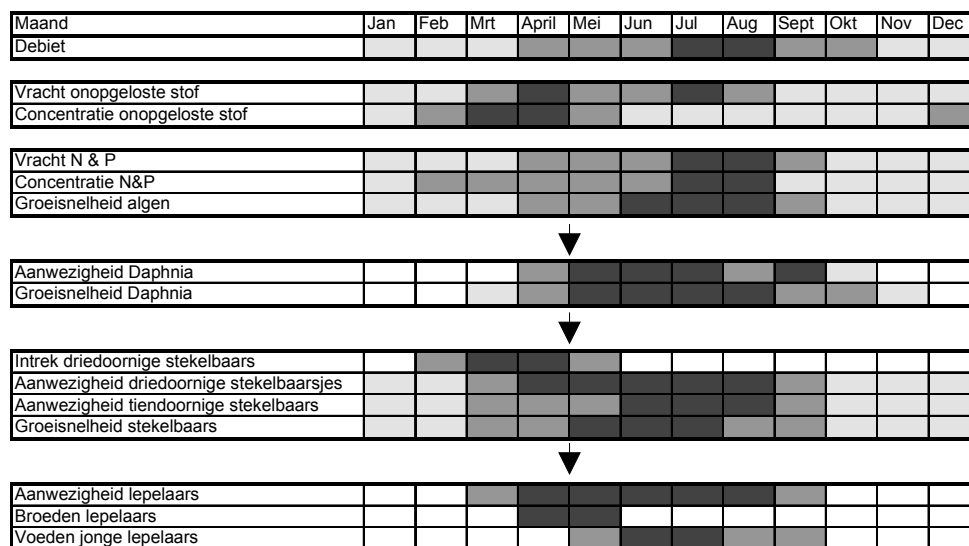 Maand Jan Feb Mrt April Mei Jun Jul Aug Sept Okt Nov Dec
Debiet
Vracht onopgeloste stof
Concentratie onopgeloste stof
Vracht N & P
Concentratie N&P
Groeisnelheid algen
Aanwezigheid Daphnia
Groeisnelheid Daphnia
Intrek driedoornige stekelbaars
Aanwezigheid driedoornige stekelbaarsjes
Aanwezigheid tiendoornige stekelbaars
Groeisnelheid stekelbaars
Aanwezigheid lepelaars
Broeden lepelaars
Voeden jonge lepelaars